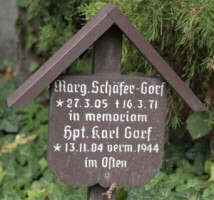 Marg. Schäfer-Gorf
*27.3.05 †16.3.71
in memoriam
Hpt. Karl Gorf
*13.11.04 verm.1944
im Osten